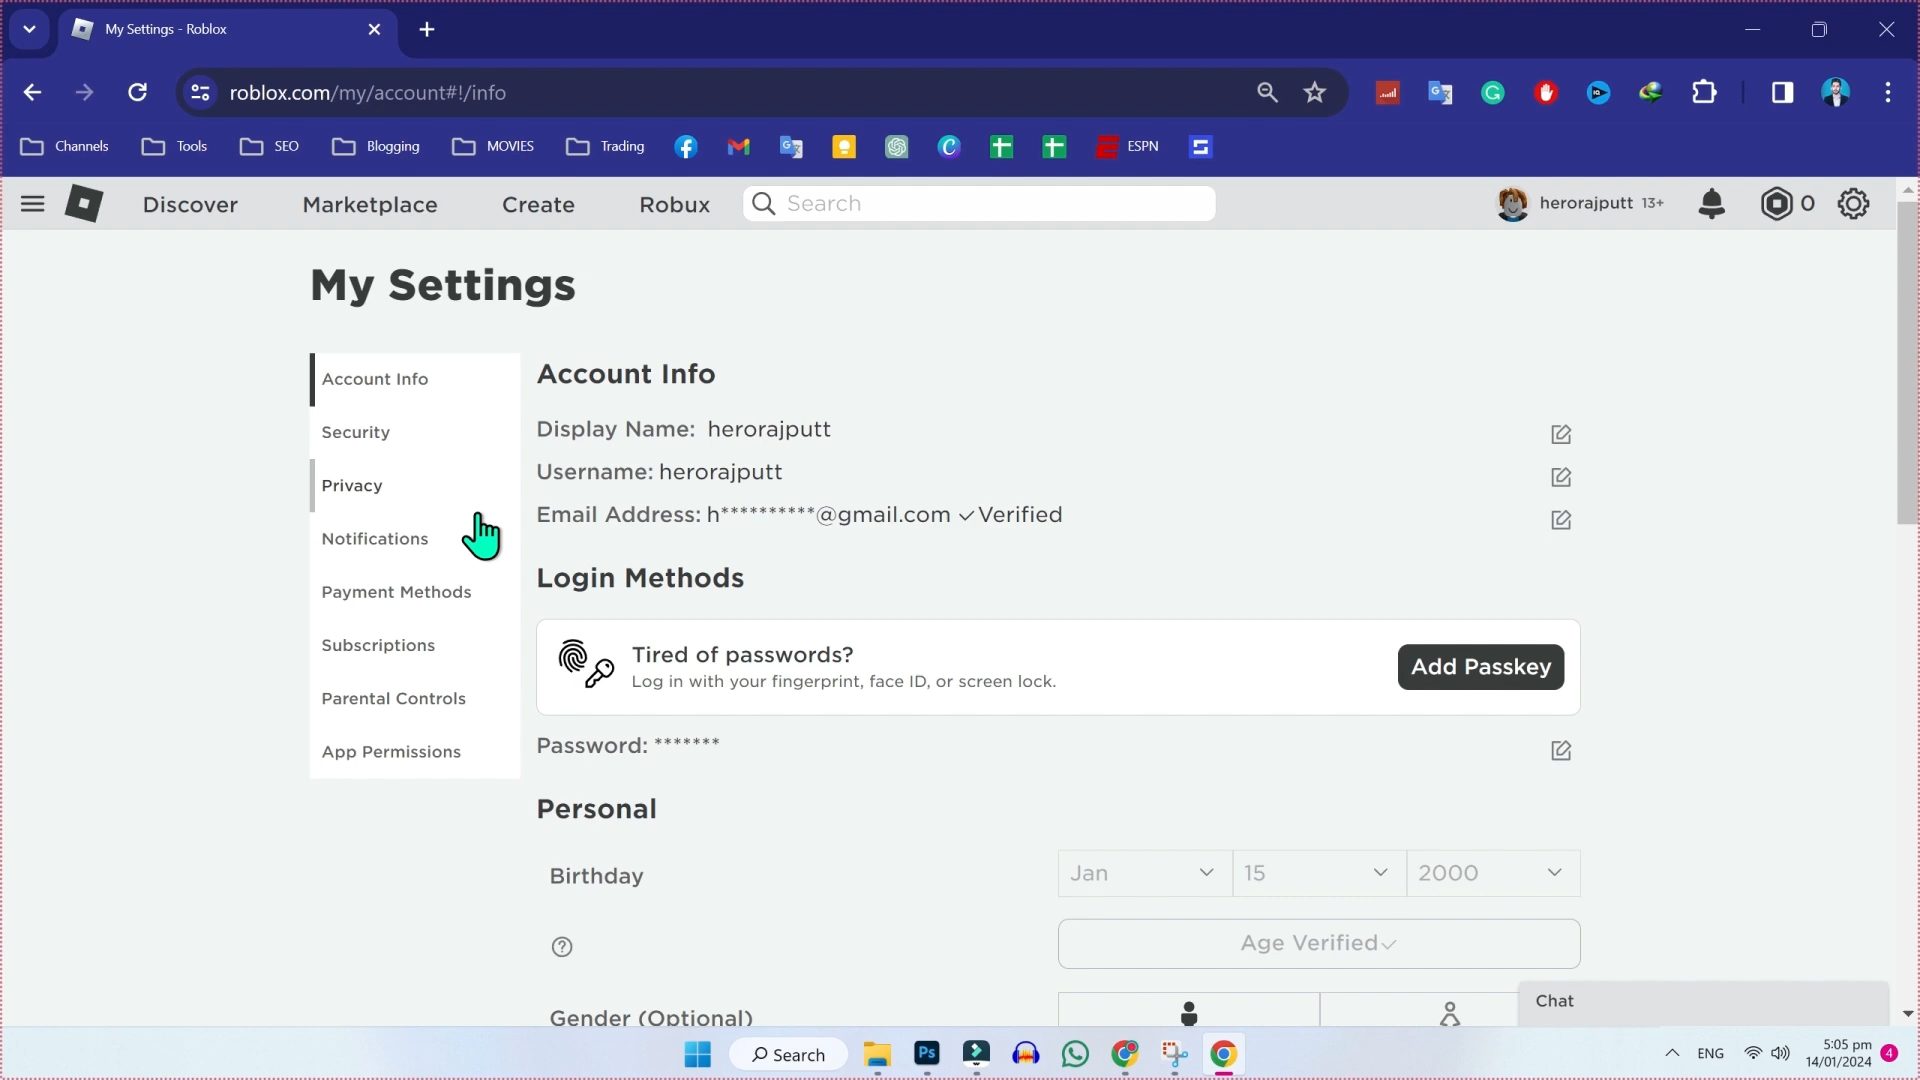 My Settings - Roblox
roblox.com/my/account#!/info
Channels Tools SEO Blogging MOVIES Trading ESPN
Discover Marketplace Create Robux Search herorajputt 13+ 0
My Settings
Account Info
Security
Privacy
Notifications
Payment Methods
Subscriptions
Parental Controls
App Permissions
Account Info
Display Name: herorajputt
Username: herorajputt
Email Address: h**********@gmail.com Verified
Login Methods
Tired of passwords?
Log in with your fingerprint, face ID, or screen lock.
Add Passkey
Password: *******
Personal
Birthday Jan 15 2000
Age Verified
Gender (Optional)
Chat
Search
Ps
ENG
5:05 pm
14/01/2024
4